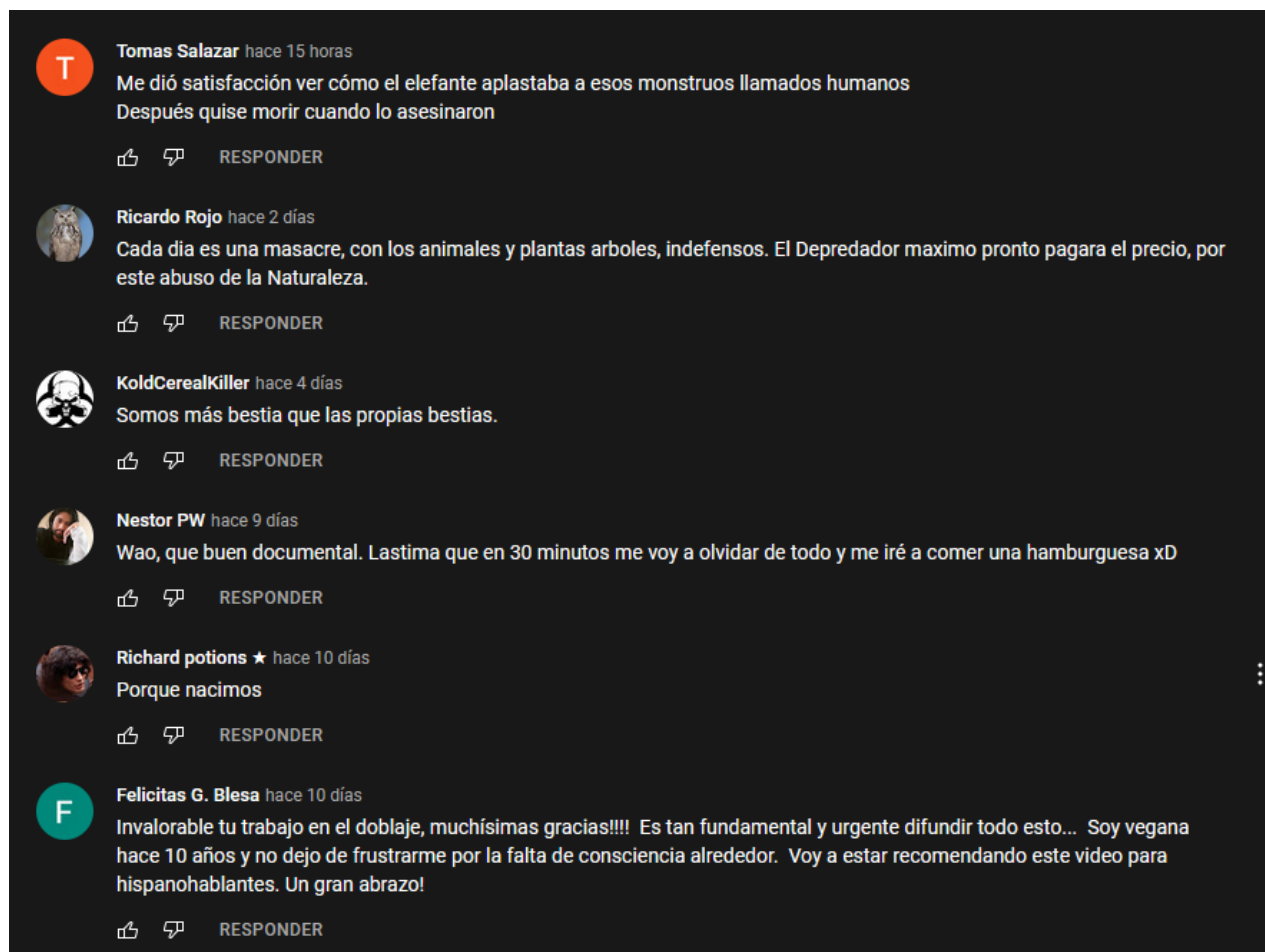 T
Tomas Salazar hace 15 horas
Me dió satisfacción ver cómo el elefante aplastaba a esos monstruos llamados humanos
Después quise morir cuando lo asesinaron
RESPONDER
Ricardo Rojo hace 2 días
Cada dia es una masacre, con los animales y plantas arboles, indefensos. El Depredador maximo pronto pagara el precio, por
este abuso de la Naturaleza.
RESPONDER
KoldCerealKiller hace 4 días
Somos más bestia que las propias bestias.
RESPONDER
Nestor PW hace 9 días
Wao, que buen documental. Lastima que en 30 minutos me voy a olvidar de todo y me iré a comer una hamburguesa xD
RESPONDER
Richard potions ★ hace 10 días
Porque nacimos
RESPONDER
F
Felicitas G. Blesa hace 10 días
Invalorable tu trabajo en el doblaje, muchísimas gracias!!!! Es tan fundamental y urgente difundir todo esto... Soy vegana
hace 10 años y no dejo de frustrarme por la falta de consciencia alrededor. Voy a estar recomendando este video para
hispanohablantes. Un gran abrazo!
RESPONDER